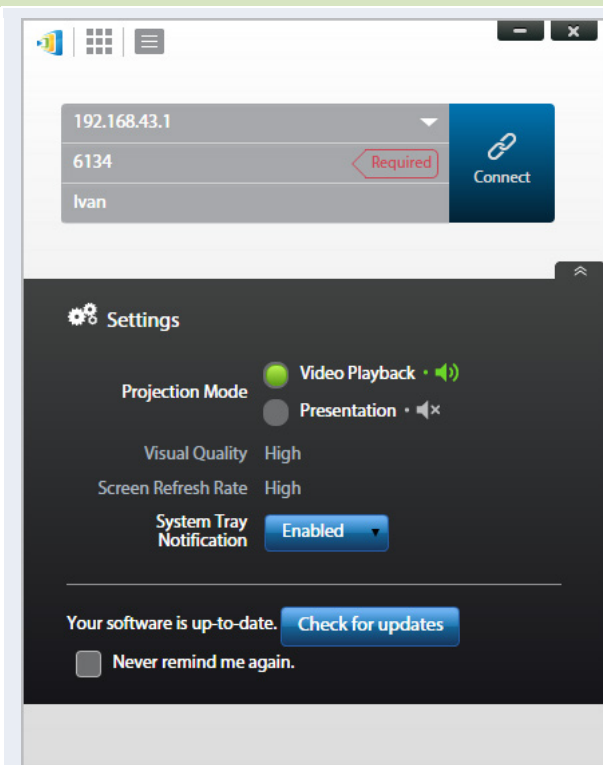 192.168.43.1
6134 Required
Ivan
Connect
Settings
Projection Mode
Video Playback
Presentation
Visual Quality High
Screen Refresh Rate High
System Tray
Notification
Enabled
Your software is up-to-date. Check for updates
Never remind me again.